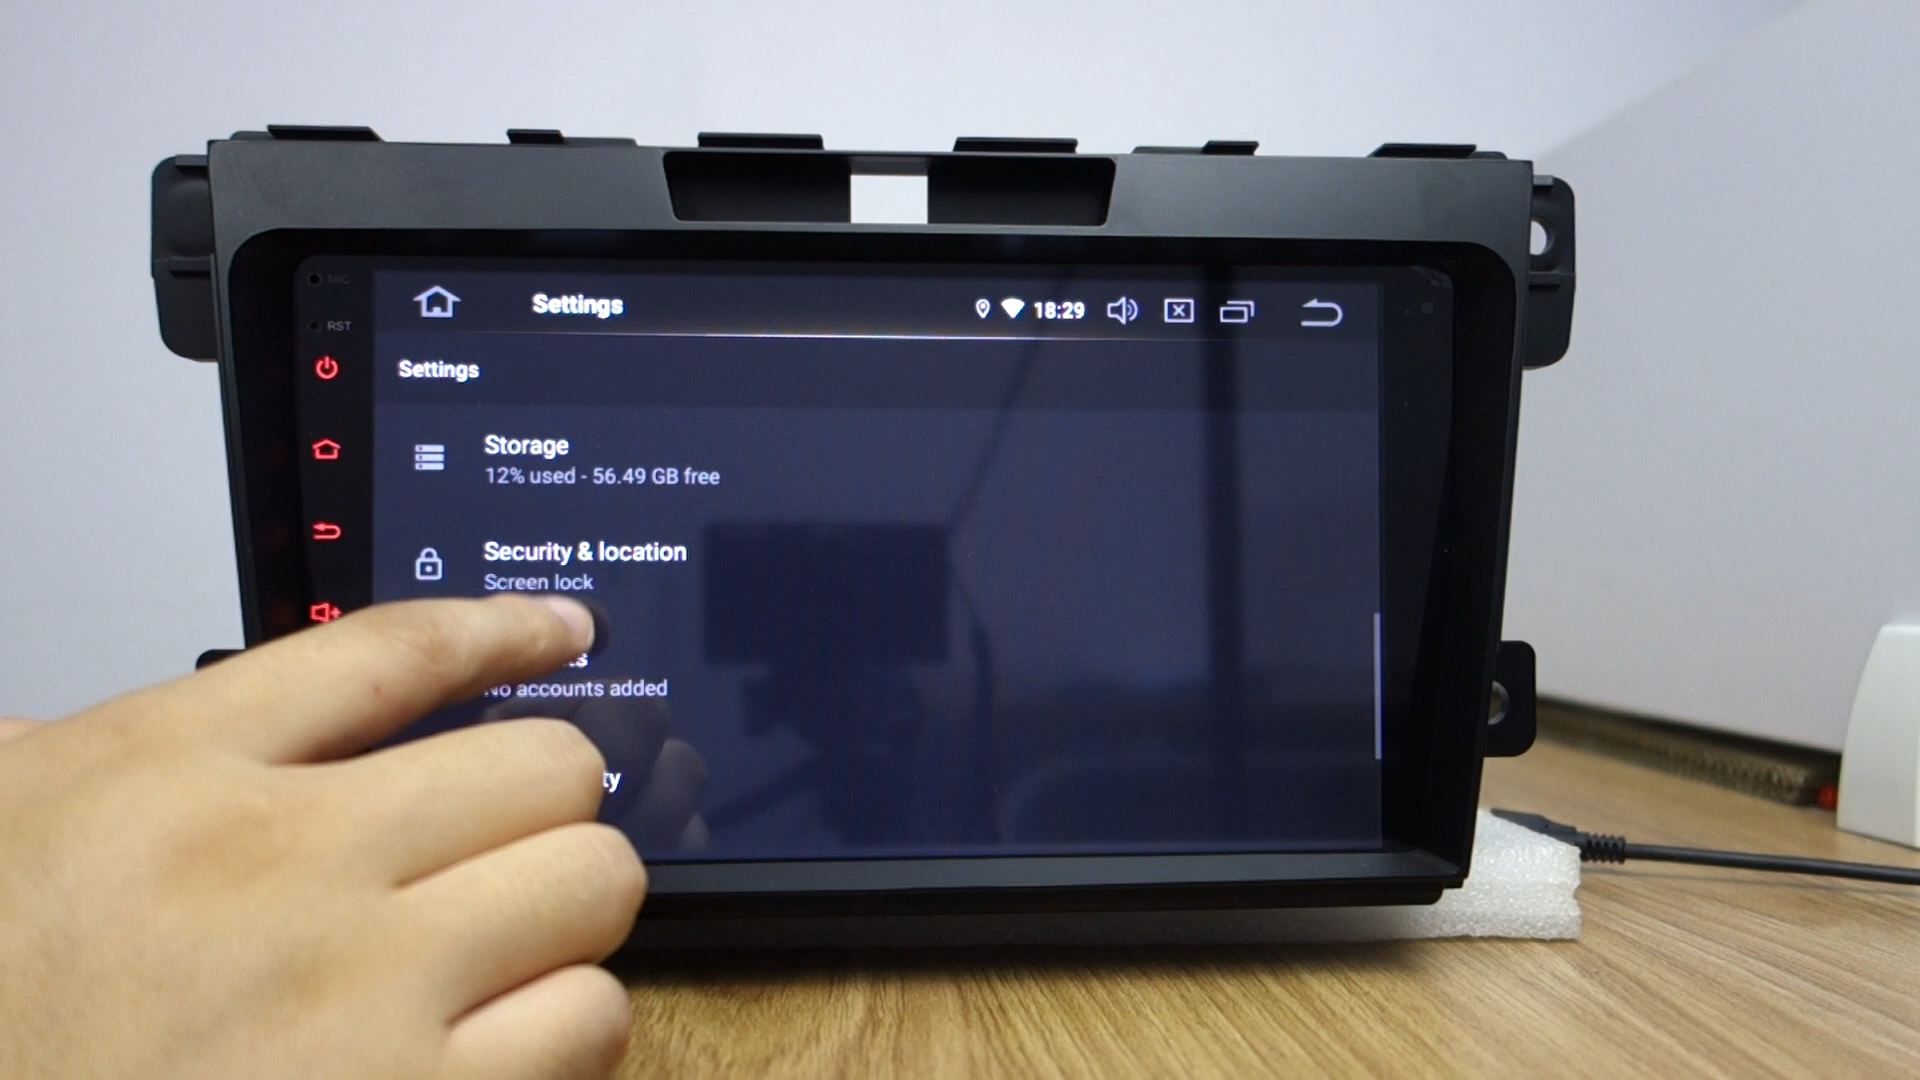 MIC
RST
Settings
18:29
Settings
Storage
12% used - 56.49 GB free
Security & location
Screen lock
No accounts added